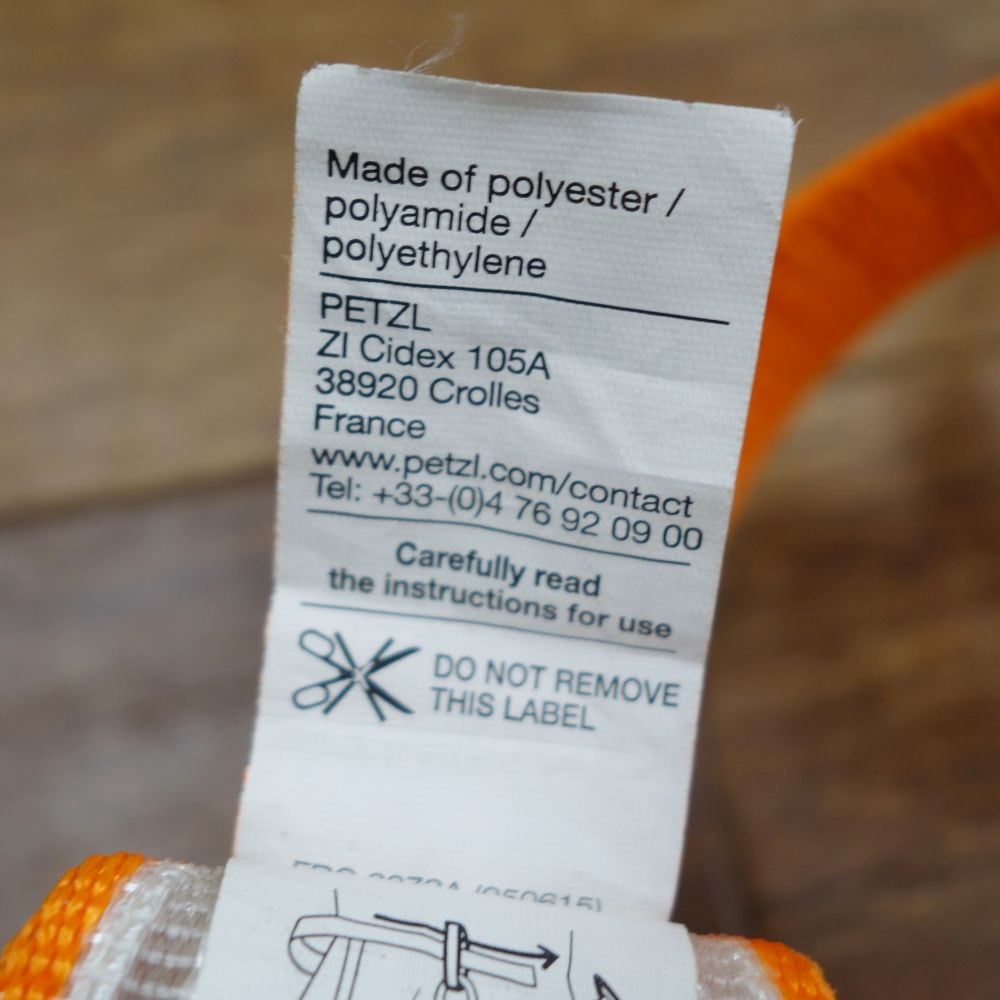 Made of polyester /
polyamide /
polyethylene
PETZL
ZI Cidex 105A
38920 Crolles
France
www.petzl.com/contact
Tel: +33-(0)4 76 92 09 00
Carefully read
the instructions for use
DO NOT REMOVE
THIS LABEL
(050615)